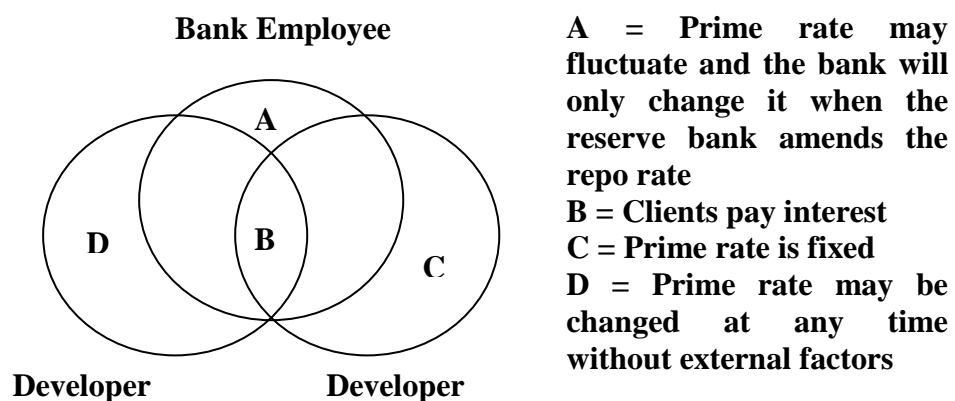 Bank Employee
A
D
B
C
Developer Developer
A = Prime rate may
fluctuate and the bank will
only change it when the
reserve bank amends the
repo rate
B = Clients pay interest
C = Prime rate is fixed
D = Prime rate may be
changed at any time
without external factors